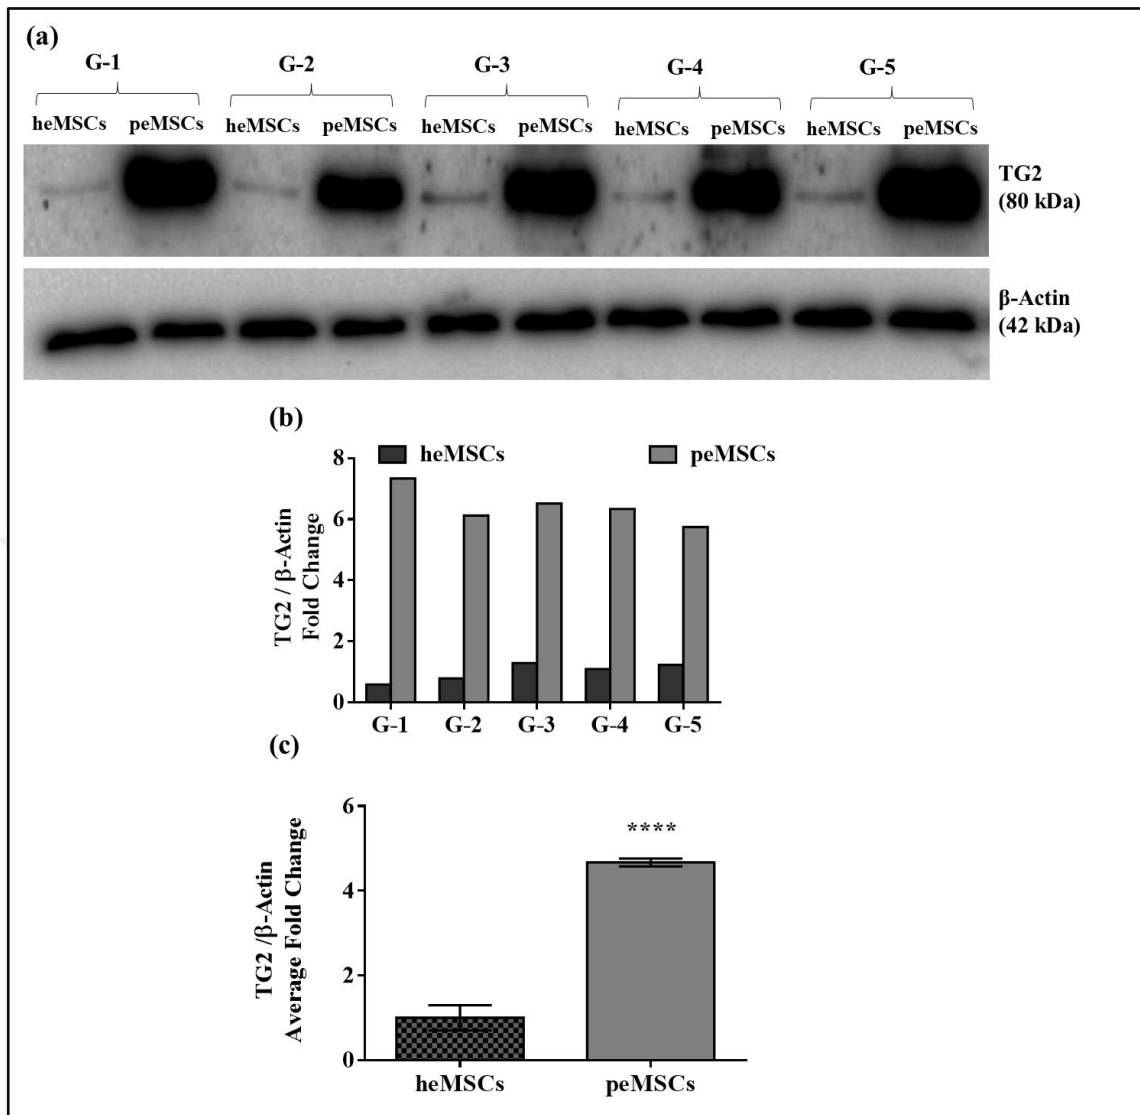 (a)
G-1 G-2 G-3 G-4 G-5
heMSCs peMSCs heMSCs peMSCs heMSCs peMSCs heMSCs peMSCs heMSCs peMSCs
TG2
(80 kDa)
β-Actin
(42 kDa)
(b)
heMSCs peMSCs
TG2 / β-Actin
Fold Change
8
6
4
2
0
G-1 G-2 G-3 G-4 G-5
(c)
TG2 /β-Actin
Average Fold Change
6
4
2
0
****
heMSCs peMSCs